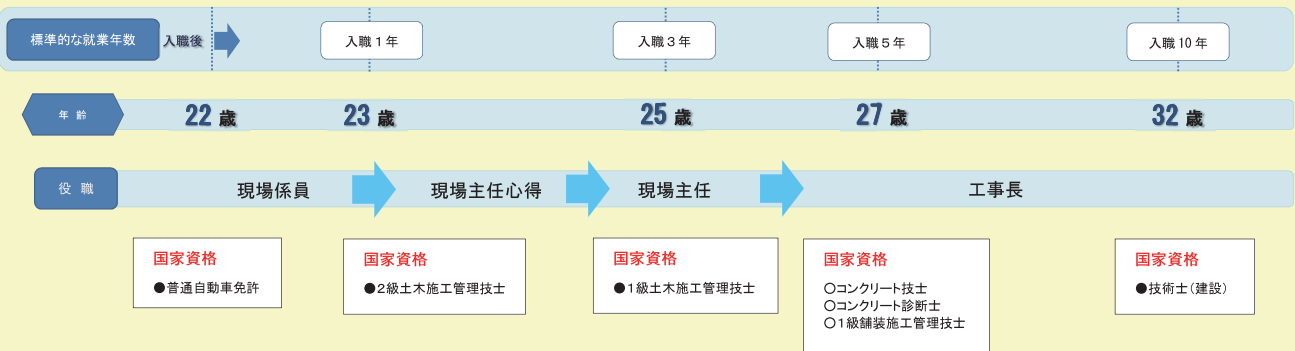 標準的な就業年数 入職後 入職1年 入職3年 入職5年 入職10年
年 齢 22歳 23歳 25歳 27歳 32歳
役 職 現場係員 現場主任心得 現場主任 工事長
国家資格
●普通自動車免許
国家資格
●2級土木施工管理技士
国家資格
●1級土木施工管理技士
国家資格
○コンクリート技士
○コンクリート診断士
○1級舗装施工管理技士
国家資格
●技術士(建設)